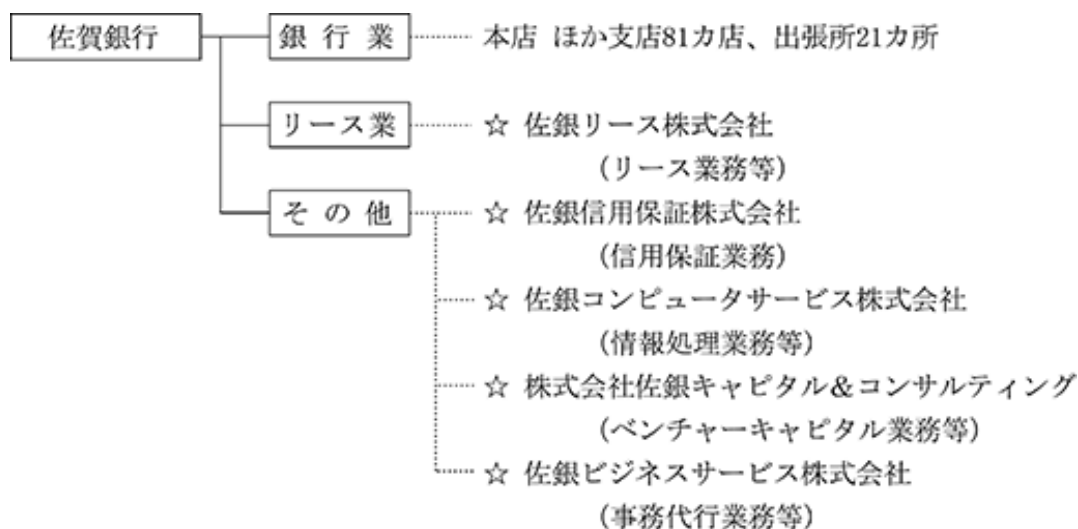 佐賀銀行 銀行業 本店 ほか支店81カ店、出張所21カ所
リース業 ☆ 佐銀リース株式会社
(リース業務等)
その他 ☆ 佐銀信用保証株式会社
(信用保証業務)
☆ 佐銀コンピュータサービス株式会社
(情報処理業務等)
☆ 株式会社佐銀キャピタル&コンサルティング
(ベンチャーキャピタル業務等)
☆ 佐銀ビジネスサービス株式会社
(事務代行業務等)